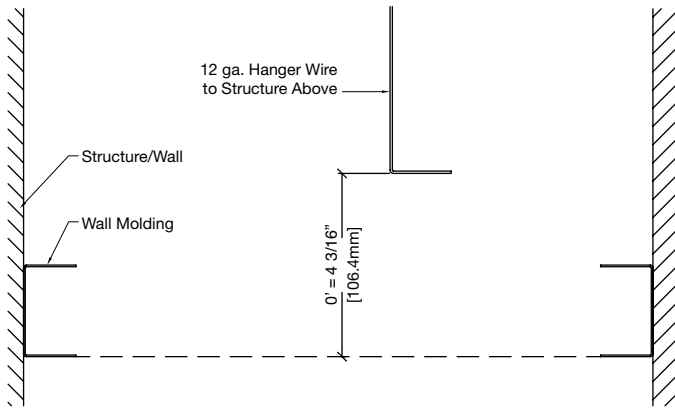 12 ga. Hanger Wire
to Structure Above
Structure/Wall
Wall Molding
0' = 4 3/16"
[106.4mm]